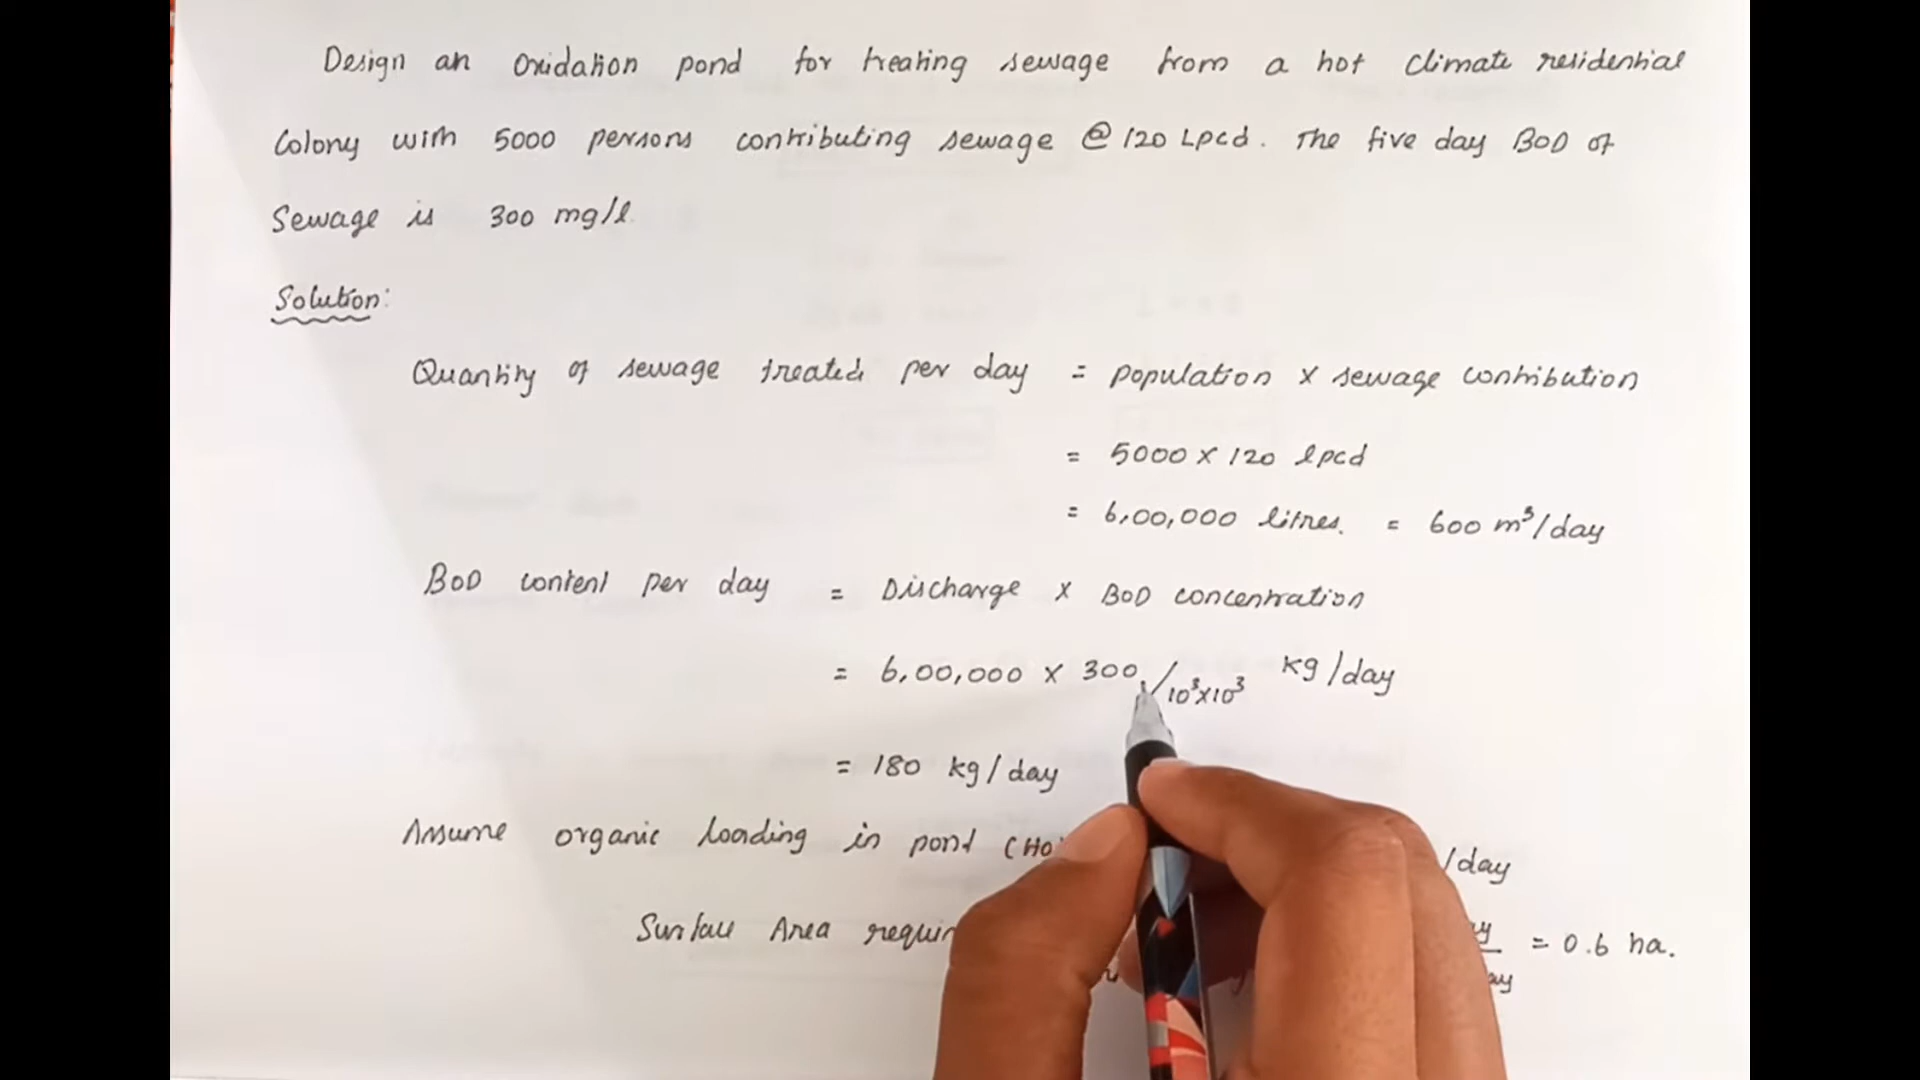 Design an Oxidation pond for treating sewage from a hot climate residential
Colony with 5000 persons contributing sewage @ 120 Lpcd. The five day BOD of
Sewage is 300 mg/l
Solution:
Quantity of sewage treated per day = population x sewage contribution
= 5000 x 120 lpcd
= 6,00,000 litres. = 600 m³/day
BOD content per day = Discharge x BOD concentration
= 6,00,000 x 300/10³x10³ kg/day
= 180 kg/day
Assume organic loading in pond (Ho /day
Surface Area requir = 0.6 ha.